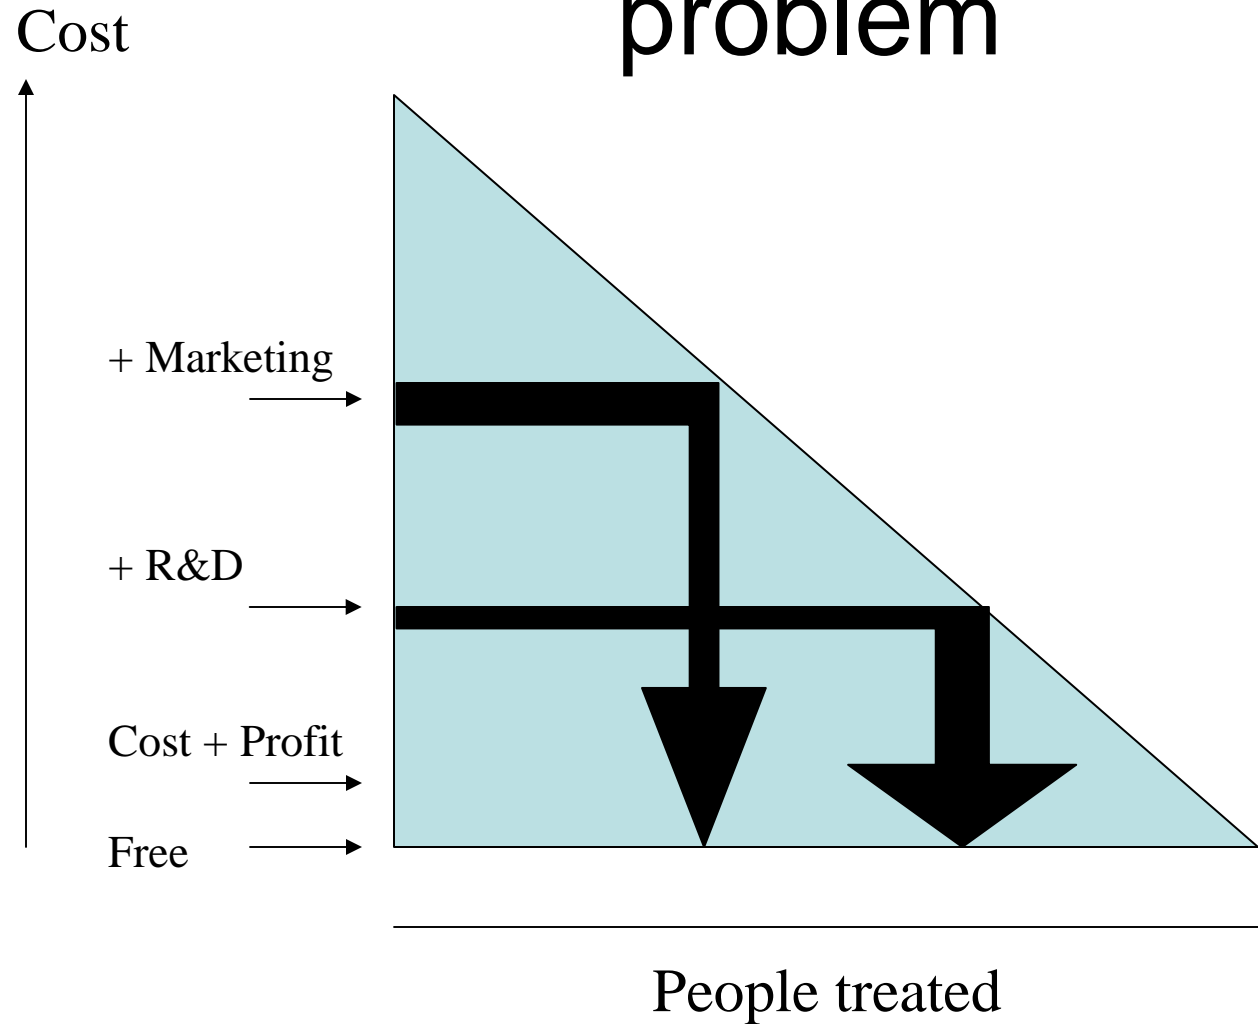 problem
Cost
+ Marketing
+ R&D
Cost + Profit
Free
People treated